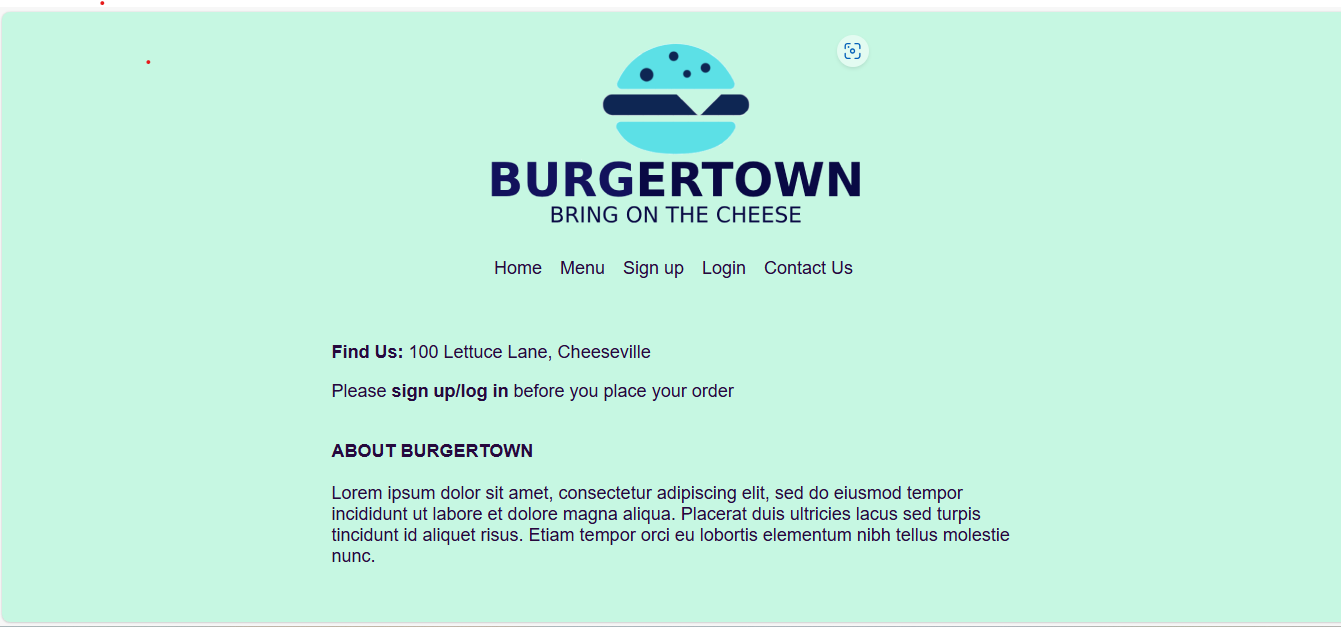 BURGERTOWN
BRING ON THE CHEESE
Home Menu Sign up Login Contact Us
Find Us: 100 Lettuce Lane, Cheeseville
Please sign up/log in before you place your order
ABOUT BURGERTOWN
Lorem ipsum dolor sit amet, consectetur adipiscing elit, sed do eiusmod tempor
incididunt ut labore et dolore magna aliqua. Placerat duis ultricies lacus sed turpis
tincidunt id aliquet risus. Etiam tempor orci eu lobortis elementum nibh tellus molestie
nunc.